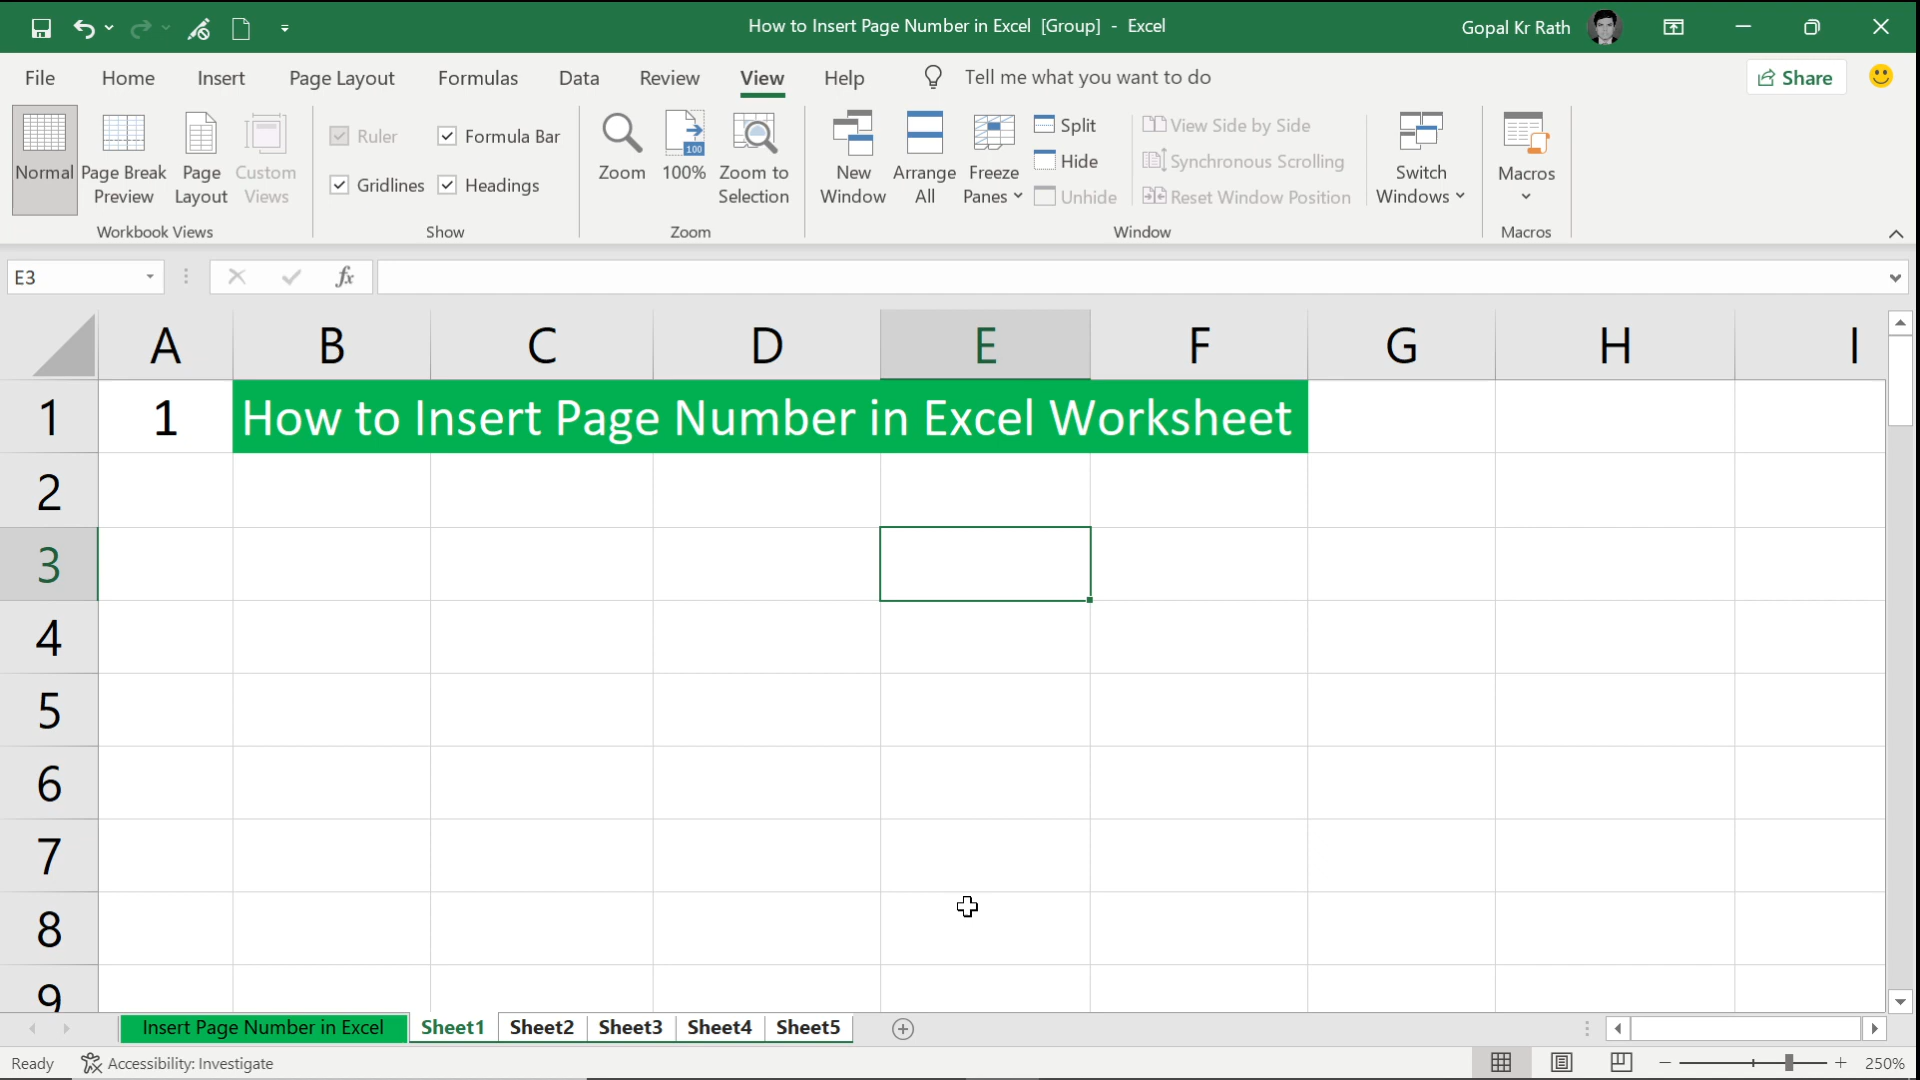 How to Insert Page Number in Excel [Group] - Excel
Gopal Kr Rath
File Home Insert Page Layout Formulas Data Review View Help Tell me what you want to do Share
Normal
Page Break Preview
Page Layout
Custom Views
Workbook Views
Ruler Formula Bar
Gridlines Headings
Show
Zoom
100
100%
Zoom to Selection
Zoom
New Window
Arrange All
Freeze Panes
Split
Hide
Unhide
View Side by Side
Synchronous Scrolling
Reset Window Position
Window
Switch Windows
Macros
Macros
E3 fx
A B C D E F G H I
1 1 How to Insert Page Number in Excel Worksheet
2
3
4
5
6
7
8
9
Insert Page Number in Excel Sheet1 Sheet2 Sheet3 Sheet4 Sheet5
Ready Accessibility: Investigate 250%